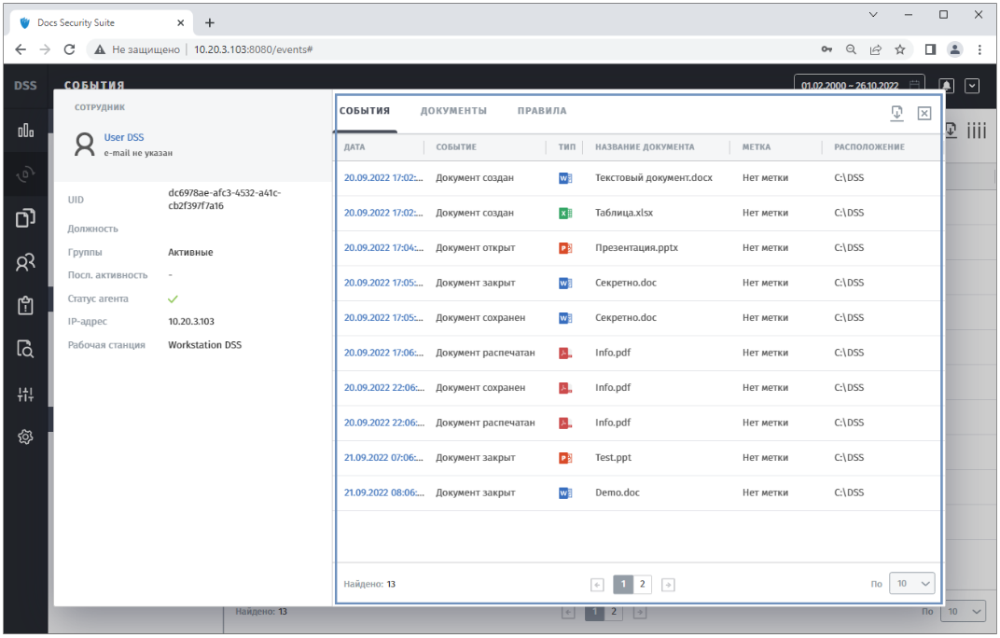 Docs Security Suite
Не защищено 10.20.3.103:8080/events#
DSS СОБЫТИЯ 01.02.2000 – 26.10.2022
СОТРУДНИК
User DSS
e-mail не указан
UID dc6978ae-afc3-4532-a41c-
cb2f397f7a16
Должность
Группы Активные
Посл. активность -
Статус агента
IP-адрес 10.20.3.103
Рабочая станция Workstation DSS
СОБЫТИЯ ДОКУМЕНТЫ ПРАВИЛА
ДАТА СОБЫТИЕ ТИП НАЗВАНИЕ ДОКУМЕНТА МЕТКА РАСПОЛОЖЕНИЕ
20.09.2022 17:02:... Документ создан Текстовый документ.docx Нет метки C:\DSS
20.09.2022 17:02:... Документ создан Таблица.xlsx Нет метки C:\DSS
20.09.2022 17:04:... Документ открыт Презентация.pptx Нет метки C:\DSS
20.09.2022 17:05:... Документ закрыт Секретно.doc Нет метки C:\DSS
20.09.2022 17:05:... Документ сохранен Секретно.doc Нет метки C:\DSS
20.09.2022 17:06:... Документ распечатан Info.pdf Нет метки C:\DSS
20.09.2022 22:06:... Документ сохранен Info.pdf Нет метки C:\DSS
20.09.2022 22:06:... Документ распечатан Info.pdf Нет метки C:\DSS
21.09.2022 07:06:... Документ закрыт Test.ppt Нет метки C:\DSS
21.09.2022 08:06:... Документ закрыт Demo.doc Нет метки C:\DSS
Найдено: 13 1 2 По 10
Найдено: 13 1 2 По 10